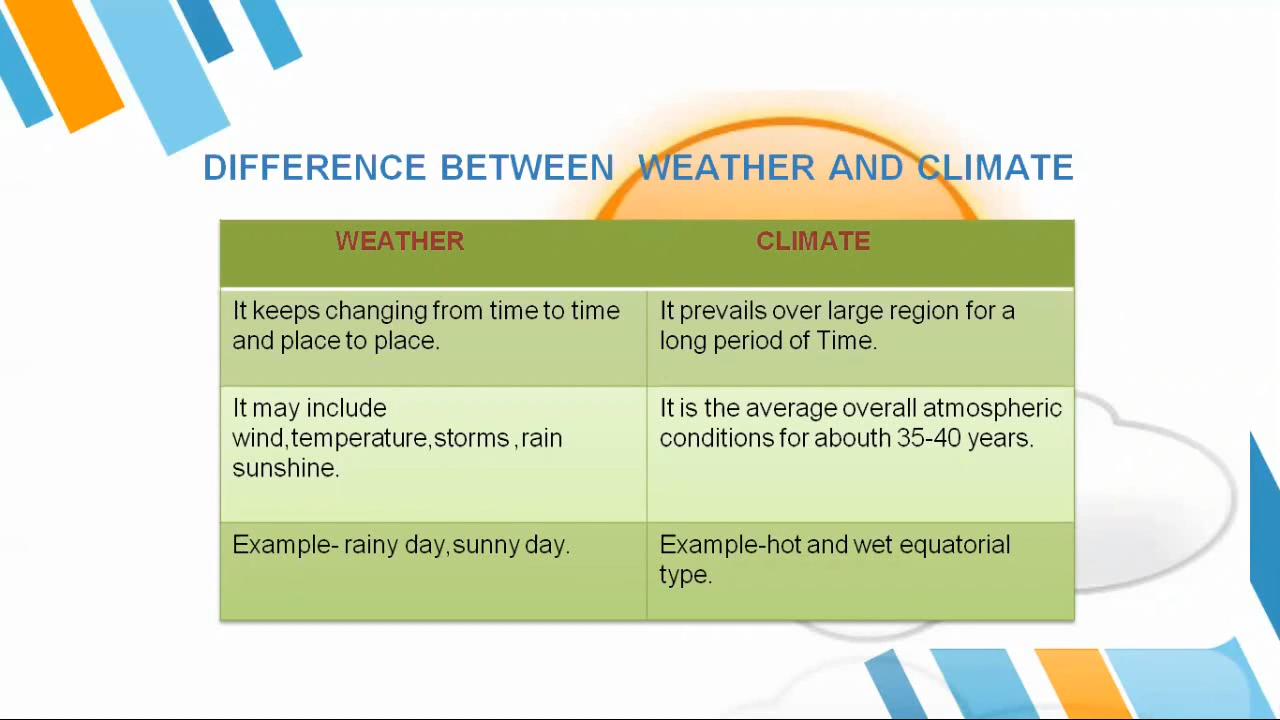 DIFFERENCE BETWEEN WEATHER AND CLIMATE
WEATHER
CLIMATE
It keeps changing from time to time
and place to place.
It prevails over large region for a
long period of Time.
It may include
wind,temperature,storms ,rain
sunshine.
It is the average overall atmospheric
conditions for abouth 35-40 years.
Example- rainy day,sunny day.
Example-hot and wet equatorial
type.